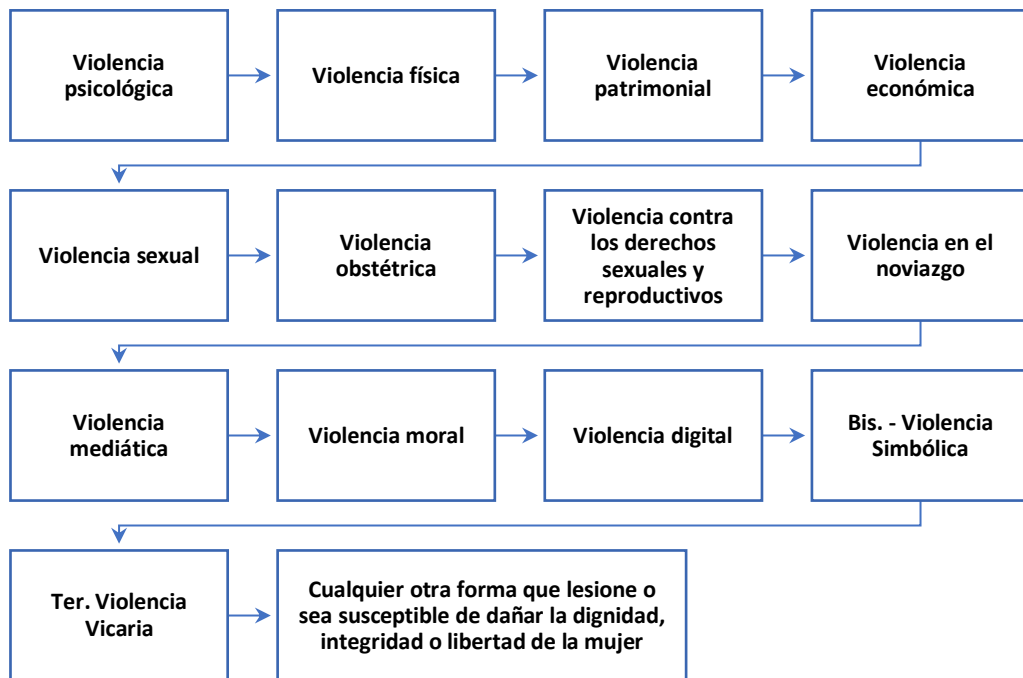 Violencia
psicológica
Violencia física
Violencia
patrimonial
Violencia
económica
Violencia sexual
Violencia
obstétrica
Violencia contra
los derechos
sexuales y
reproductivos
Violencia en el
noviazgo
Violencia
mediática
Violencia moral
Violencia digital
Bis. - Violencia
Simbólica
Ter. Violencia
Vicaria
Cualquier otra forma que lesione o
sea susceptible de dañar la dignidad,
integridad o libertad de la mujer